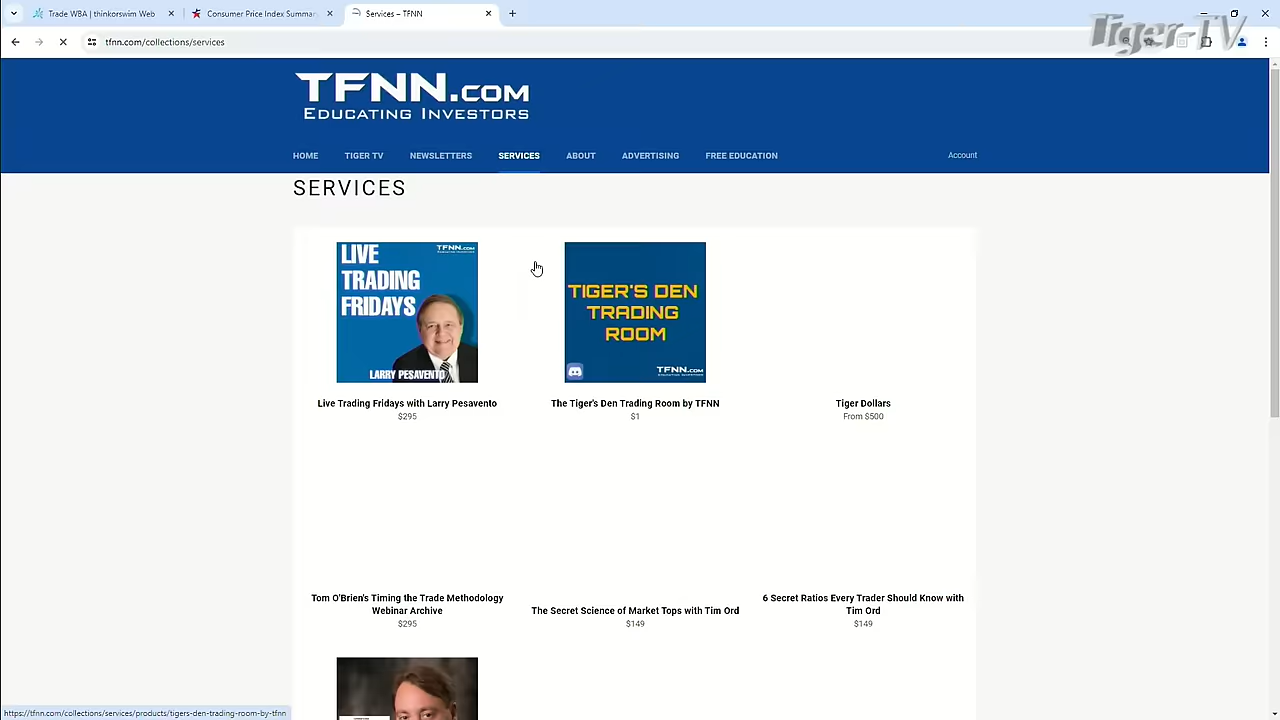 Trade WBA | thinkorswim Web
Consumer Price Index Summar
Services – TFNN
tfnn.com/collections/services
Tiger-TV
TFNN.COM
EDUCATING INVESTORS
HOME
TIGER TV
NEWSLETTERS
SERVICES
ABOUT
ADVERTISING
FREE EDUCATION
Account
SERVICES
TFNN.COM
LIVE
TRADING
FRIDAYS
LARRY PESAVENTO
TIGER'S DEN
TRADING
ROOM
TFNN.COM
Live Trading Fridays with Larry Pesavento
$295
The Tiger's Den Trading Room by TFNN
$1
Tiger Dollars
From $500
Tom O'Brien's Timing the Trade Methodology
Webinar Archive
$295
The Secret Science of Market Tops with Tim Ord
$149
6 Secret Ratios Every Trader Should Know with
Tim Ord
$149
https://tfnn.com/collections/services/products/tigers-den-trading-room-by-tfnn